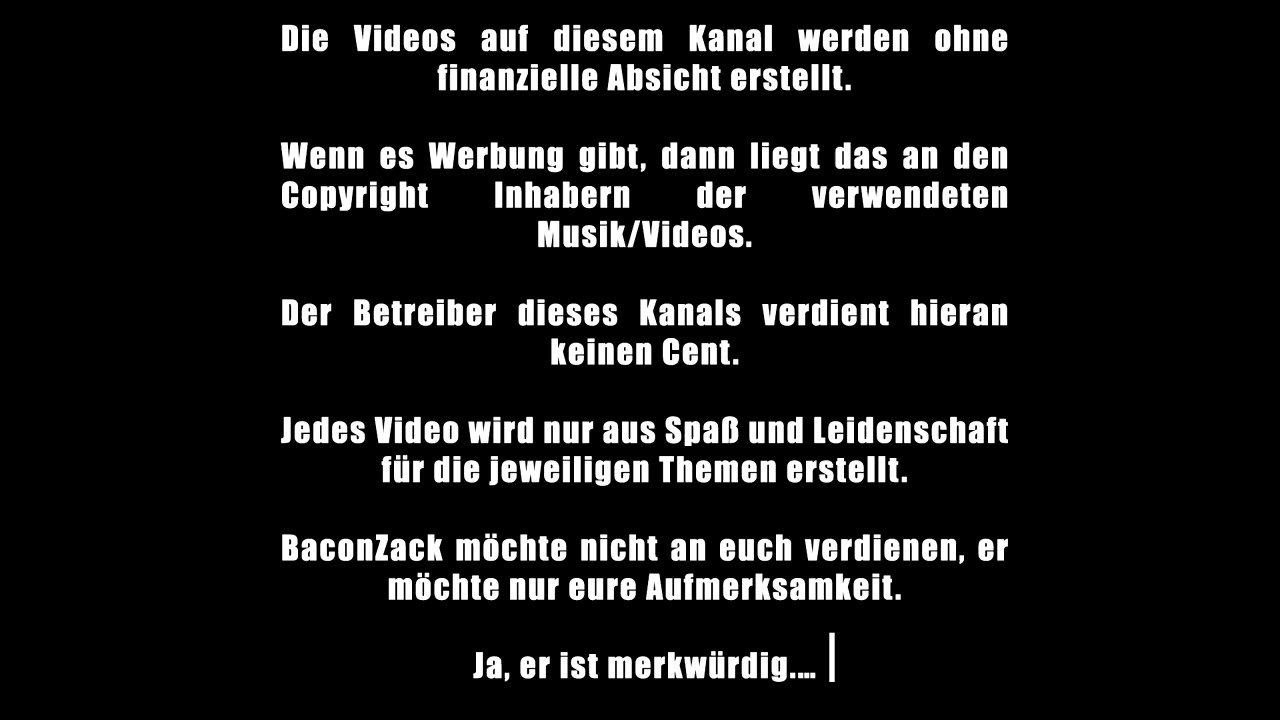 Die Videos auf diesem Kanal werden ohne
finanzielle Absicht erstellt.
Wenn es Werbung gibt, dann liegt das an den
Copyright Inhabern der verwendeten
Musik/Videos.
Der Betreiber dieses Kanals verdient hieran
keinen Cent.
Jedes Video wird nur aus Spaß und Leidenschaft
für die jeweiligen Themen erstellt.
BaconZack möchte nicht an euch verdienen, er
möchte nur eure Aufmerksamkeit.
Ja, er ist merkwürdig....